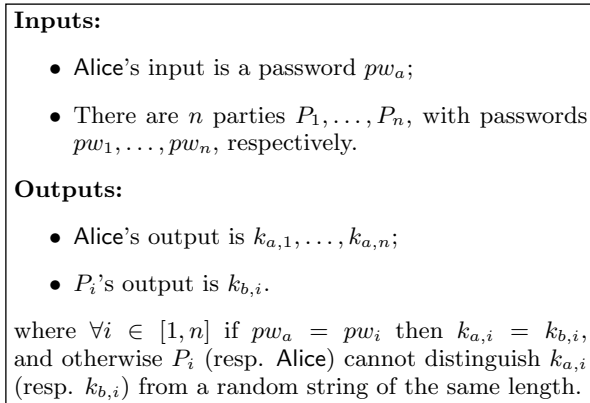 Inputs:
• Alice's input is a password pw_a;
• There are n parties P_1, . . . , P_n, with passwords
pw_1, . . . , pw_n, respectively.
Outputs:
• Alice's output is k_{a,1}, . . . , k_{a,n};
• P_i's output is k_{b,i}.
where ∀i ∈ [1, n] if pw_a = pw_i then k_{a,i} = k_{b,i},
and otherwise P_i (resp. Alice) cannot distinguish k_{a,i}
(resp. k_{b,i}) from a random string of the same length.